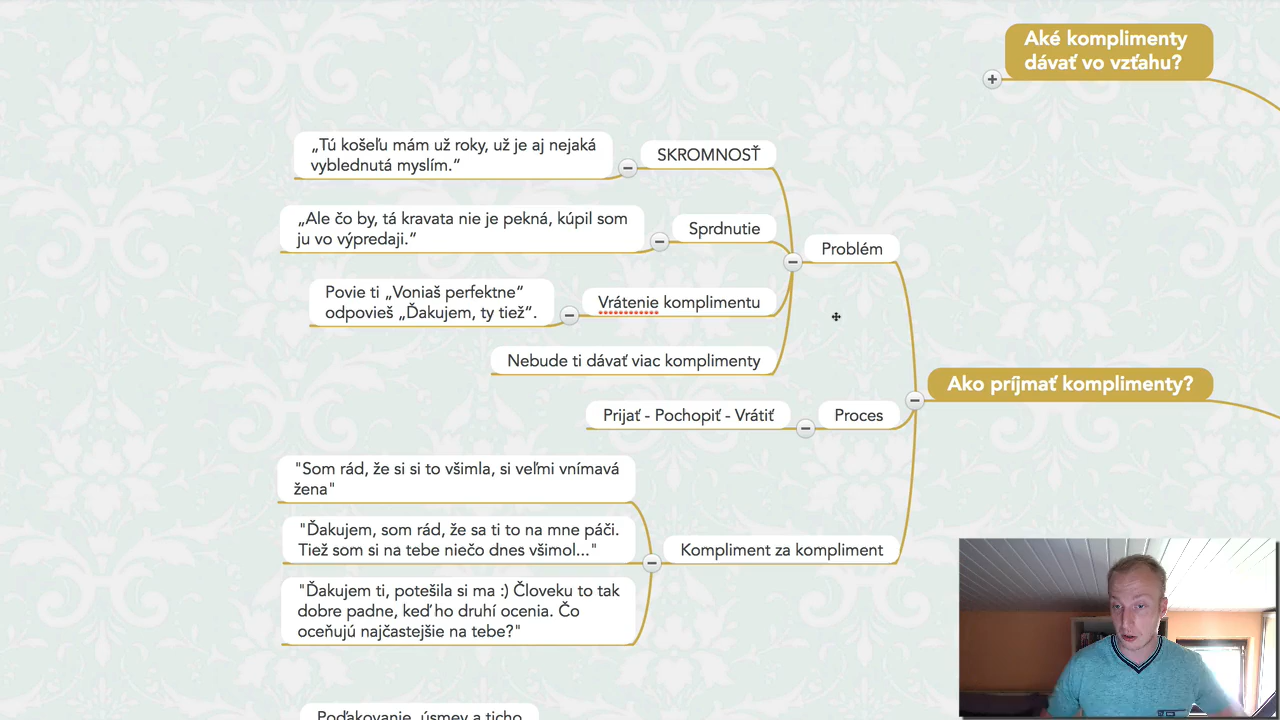 Aké komplimenty
dávať vo vzťahu?
„Tú košeľu mám už roky, už je aj nejaká
vyblednutá myslím.“
SKROMNOSŤ
„Ale čo by, tá kravata nie je pekná, kúpil som
ju vo výpredaji.“
Sprdnutie
Problém
Povie ti „Voniaš perfektne“
odpovieš „Ďakujem, ty tiež“.
Vrátenie komplimentu
Nebude ti dávať viac komplimenty
Ako príjmať komplimenty?
Prijať - Pochopiť - Vrátiť
Proces
"Som rád, že si si to všimla, si veľmi vnímavá
žena"
"Ďakujem, som rád, že sa ti to na mne páči.
Tiež som si na tebe niečo dnes všimol..."
Kompliment za kompliment
"Ďakujem ti, potešila si ma :) Človeku to tak
dobre padne, keď ho druhí ocenia. Čo
oceňujú najčastejšie na tebe?"
Poďakovanie, úsmev a ticho